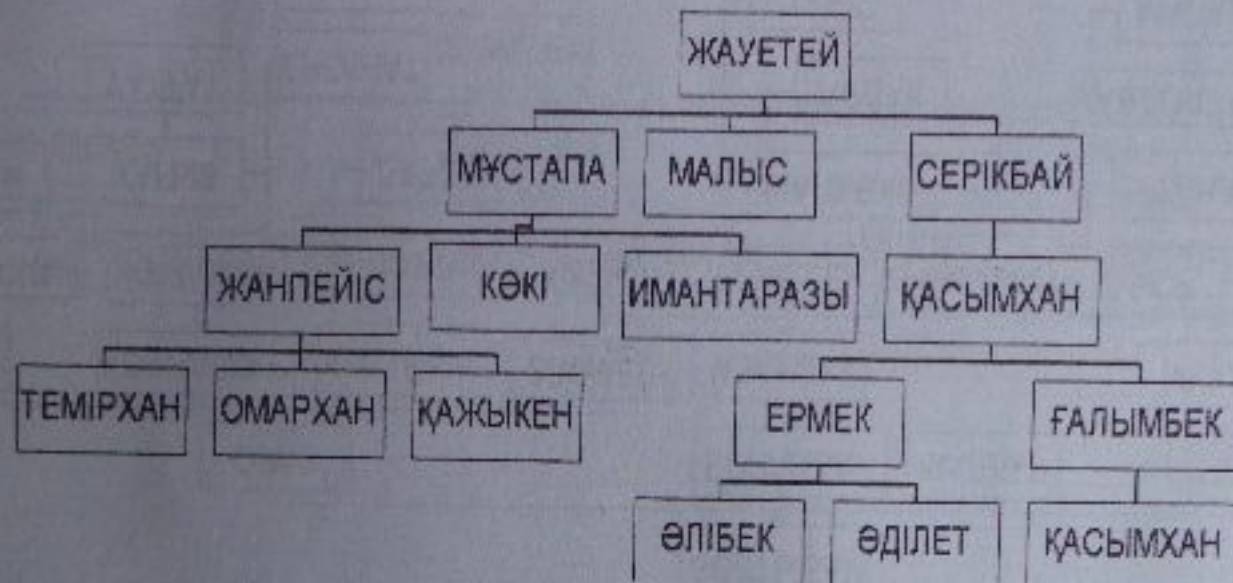 ЖАУЕТЕЙ
МҰСТАПА МАЛЫС СЕРІКБАЙ
ЖАНПЕЙІС КӨКІ ИМАНТАРАЗЫ ҚАСЫМХАН
ТЕМІРХАН ОМАРХАН ҚАЖЫКЕН ЕРМЕК ҒАЛЫМБЕК
ӘЛІБЕК ӘДІЛЕТ ҚАСЫМХАН